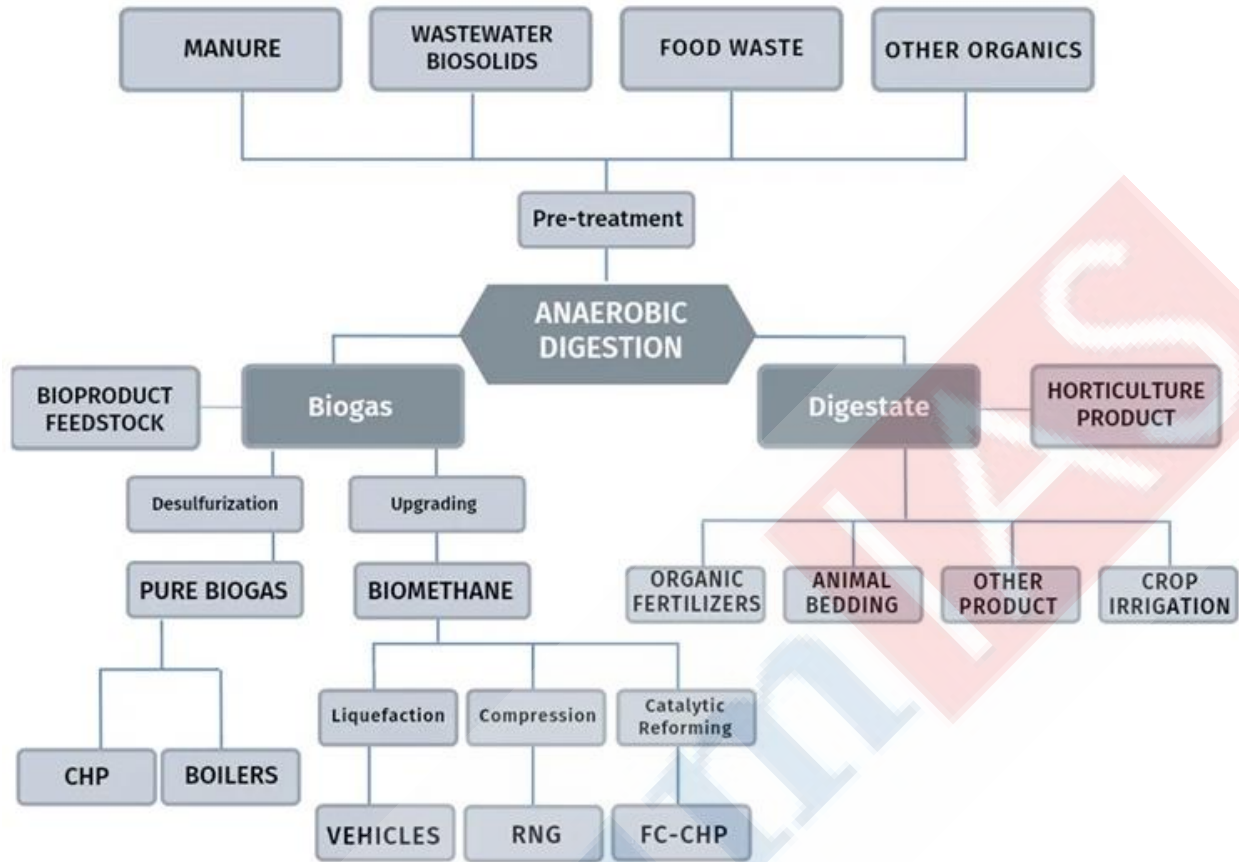 MANURE
WASTEWATER
BIOSOLIDS
FOOD WASTE
OTHER ORGANICS
Pre-treatment
ANAEROBIC
DIGESTION
BIOPRODUCT
FEEDSTOCK
Biogas
Digestate
HORTICULTURE
PRODUCT
Desulfurization
Upgrading
PURE BIOGAS
BIOMETHANE
ORGANIC
FERTILIZERS
ANIMAL
BEDDING
OTHER
PRODUCT
CROP
IRRIGATION
Liquefaction
Compression
Catalytic
Reforming
CHP
BOILERS
VEHICLES
RNG
FC-CHP
IAS